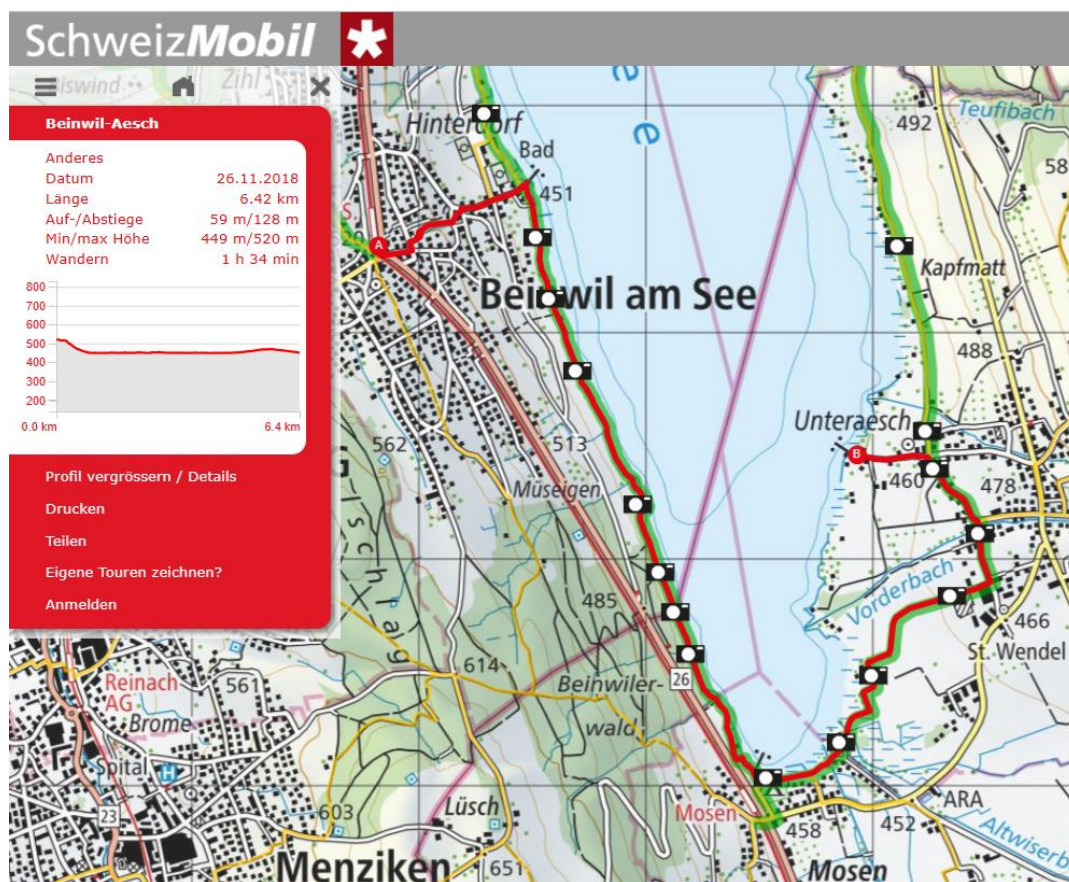 SchweizMobil
Beinwil-Aesch
Anderes
Datum 26.11.2018
Länge 6.42 km
Auf-/Abstiege 59 m/128 m
Min/max Höhe 449 m/520 m
Wandern 1 h 34 min
800
700
600
500
400
300
200
0.0 km 6.4 km
Profil vergrössern / Details
Drucken
Teilen
Eigene Touren zeichnen?
Anmelden
Zihl
Hinterdorf
Bad
451
A
e
e
492
Teufibach
58
Kapfmatt
Beinwil am See
488
Unteraesch
B
460
478
562
513
Müseigen
Vorderbach
485
466
St. Wendel
614
Beinwiler-
wald
26
Reinach
AG
561
Brome
Spital
H
23
603
Lüsch
Mosen
458
452
ARA
Altwiserb
Menziken
651
Mosen